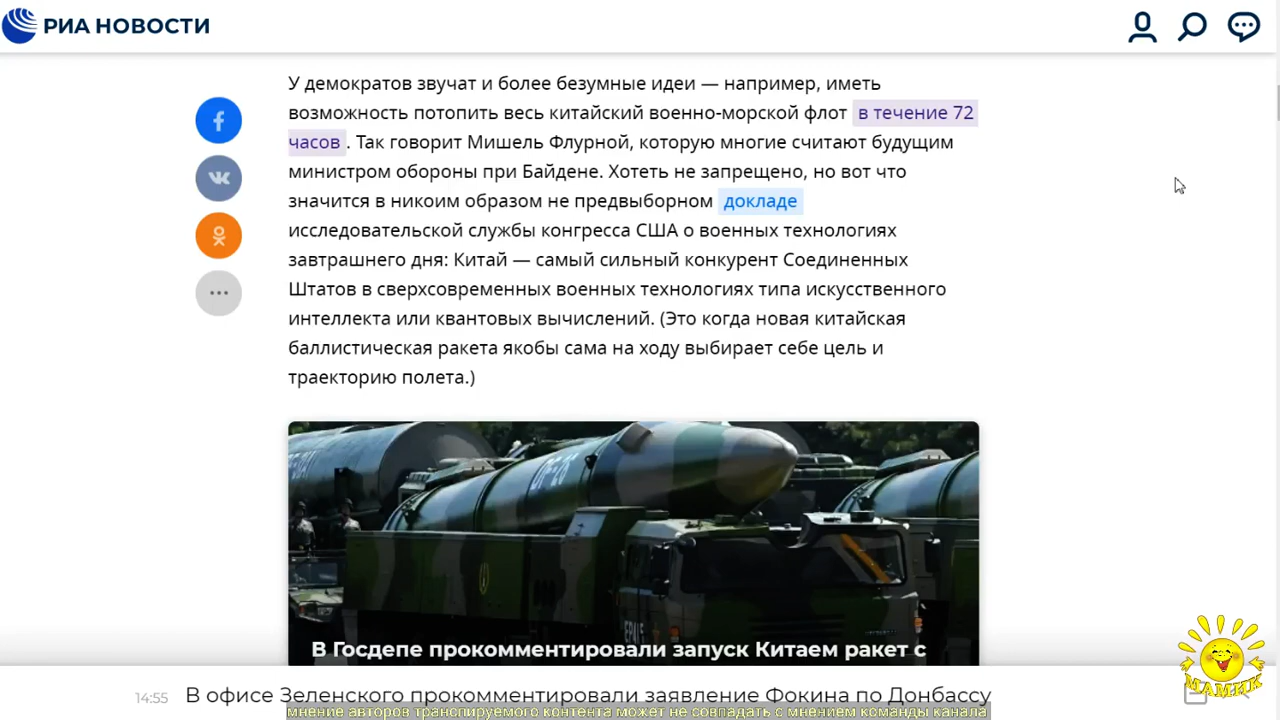 РИА НОВОСТИ
У демократов звучат и более безумные идеи — например, иметь
возможность потопить весь китайский военно-морской флот в течение 72
часов . Так говорит Мишель Флурной, которую многие считают будущим
министром обороны при Байдене. Хотеть не запрещено, но вот что
значится в никоим образом не предвыборном докладе
исследовательской службы конгресса США о военных технологиях
завтрашнего дня: Китай — самый сильный конкурент Соединенных
Штатов в сверхсовременных военных технологиях типа искусственного
интеллекта или квантовых вычислений. (Это когда новая китайская
баллистическая ракета якобы сама на ходу выбирает себе цель и
траекторию полета.)
DF-26
В Госдепе прокомментировали запуск Китаем ракет с
14:55 В офисе Зеленского прокомментировали заявление Фокина по Донбассу
мнение авторов транслируемого контента может не совпадать с мнением команды канала
МАМИК